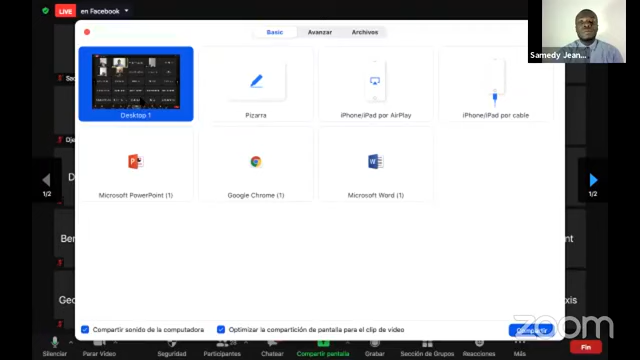 LIVE en Facebook
Basic Avanzar Archivos
Samedy Jean...
Desktop 1 Pizarra iPhone/iPad por AirPlay iPhone/iPad por cable
1/2 1/2
Microsoft PowerPoint (1) Google Chrome (1) Microsoft Word (1)
Compartir sonido de la computadora Optimizar la compartición de pantalla para el clip de video Compartir
zoom
Silenciar Parar Video Seguridad Participantes Chatear Compartir pantalla Grabar Sección de Grupos Reacciones Más Fin